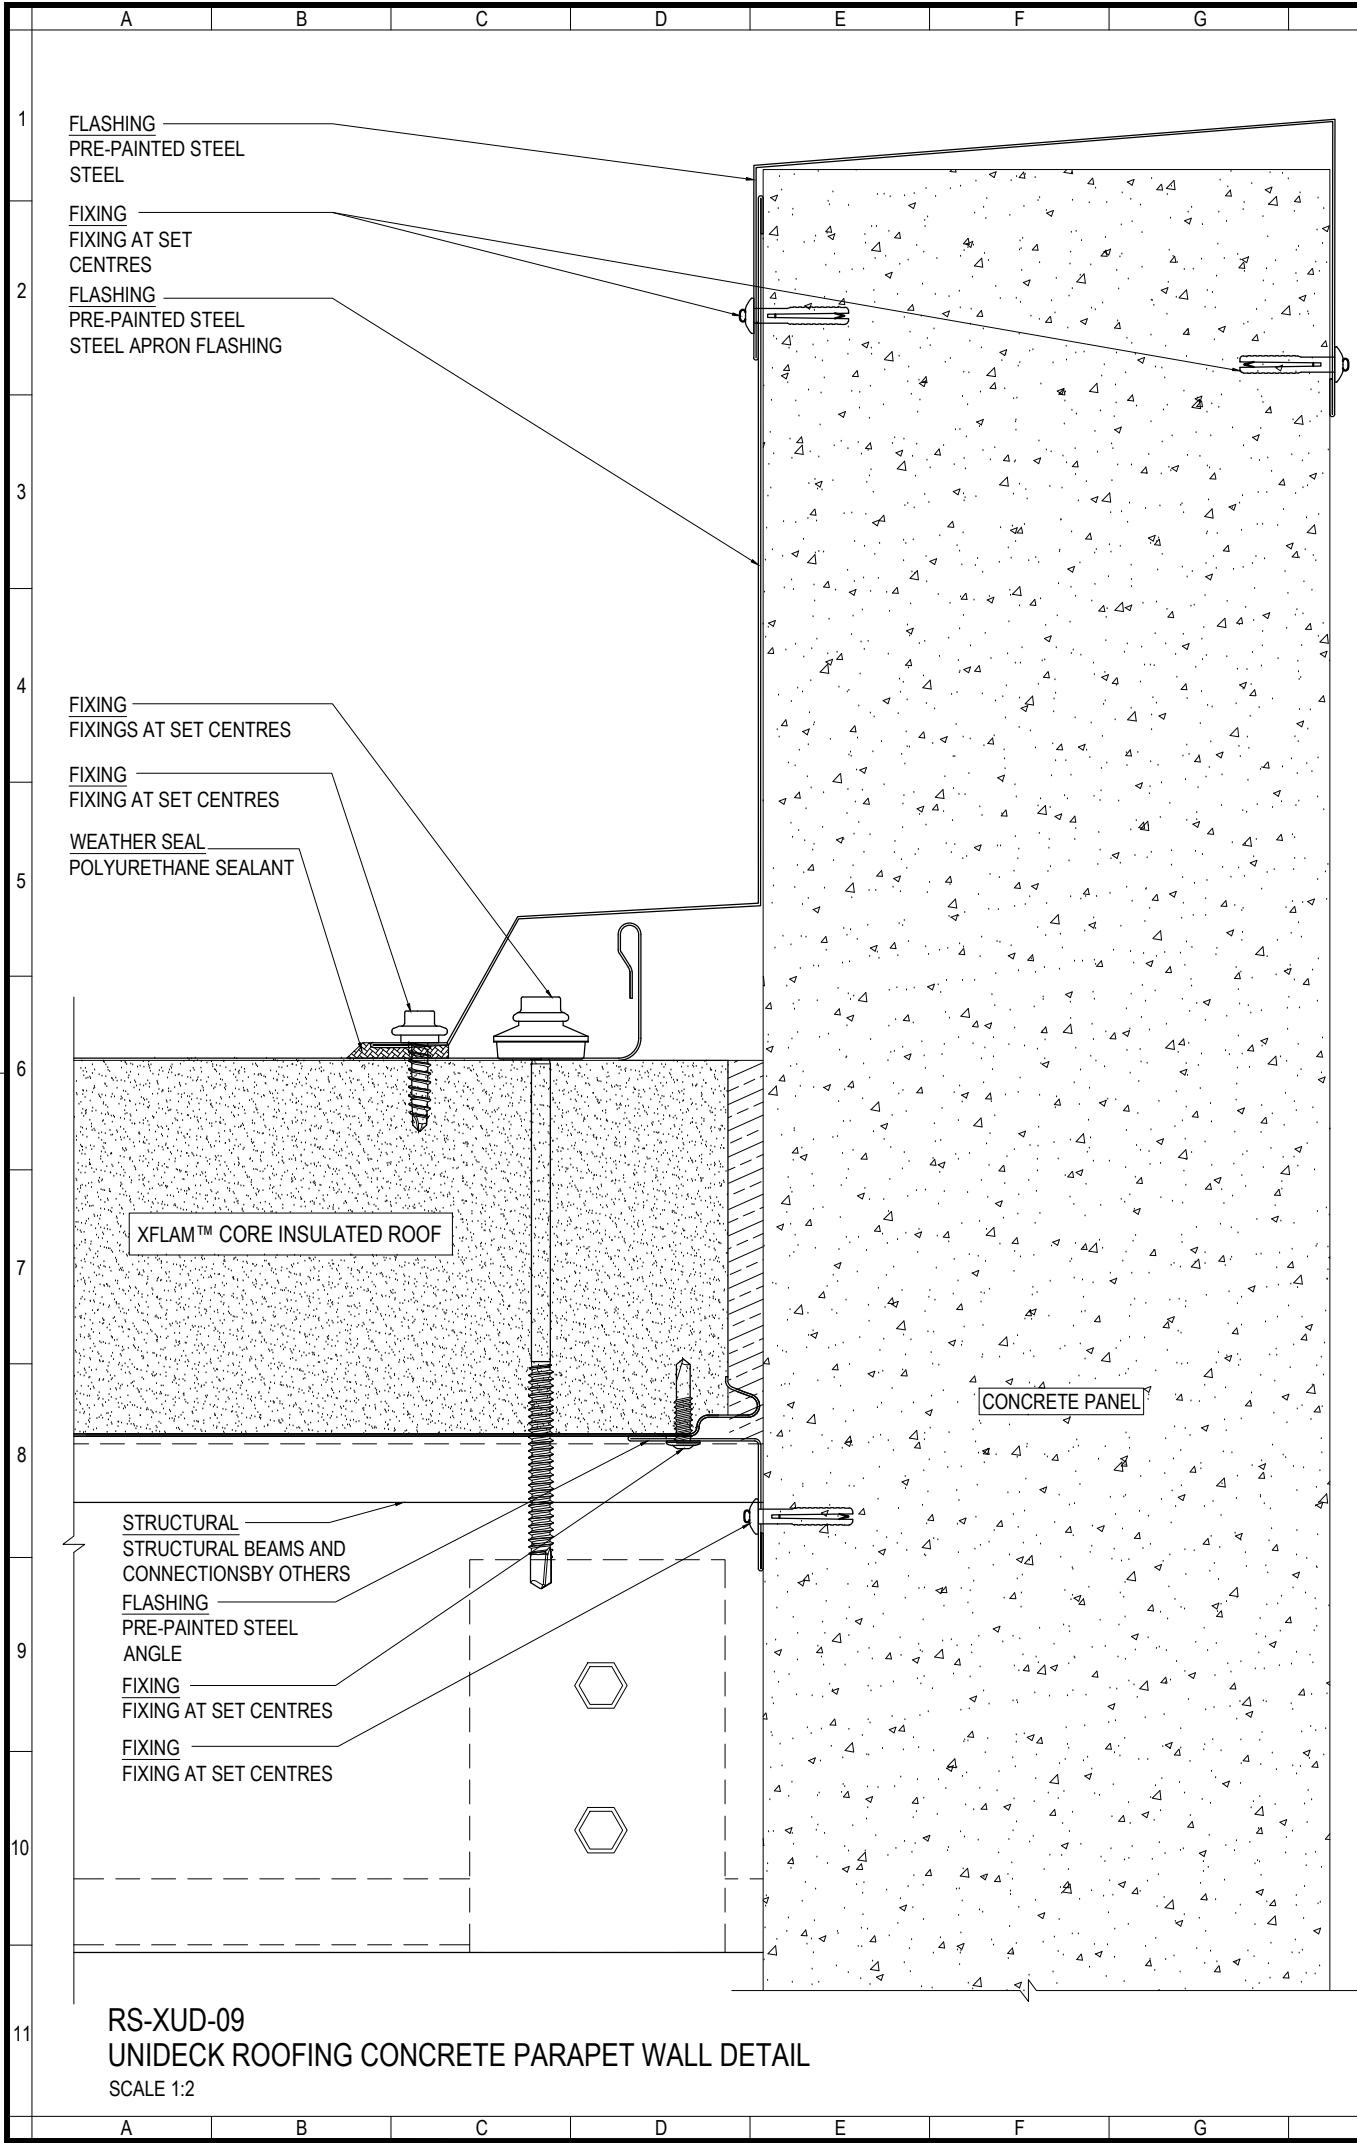 A B C D E F G
1
FLASHING
PRE-PAINTED STEEL
STEEL
FIXING
FIXING AT SET
CENTRES
2
FLASHING
PRE-PAINTED STEEL
STEEL APRON FLASHING
3
4
FIXING
FIXINGS AT SET CENTRES
FIXING
FIXING AT SET CENTRES
WEATHER SEAL
POLYURETHANE SEALANT
5
6
XFLAM™ CORE INSULATED ROOF
7
CONCRETE PANEL
8
STRUCTURAL
STRUCTURAL BEAMS AND
CONNECTIONSBY OTHERS
FLASHING
PRE-PAINTED STEEL
ANGLE
9
FIXING
FIXING AT SET CENTRES
FIXING
FIXING AT SET CENTRES
10
RS-XUD-09
11
UNIDECK ROOFING CONCRETE PARAPET WALL DETAIL
SCALE 1:2
A B C D E F G